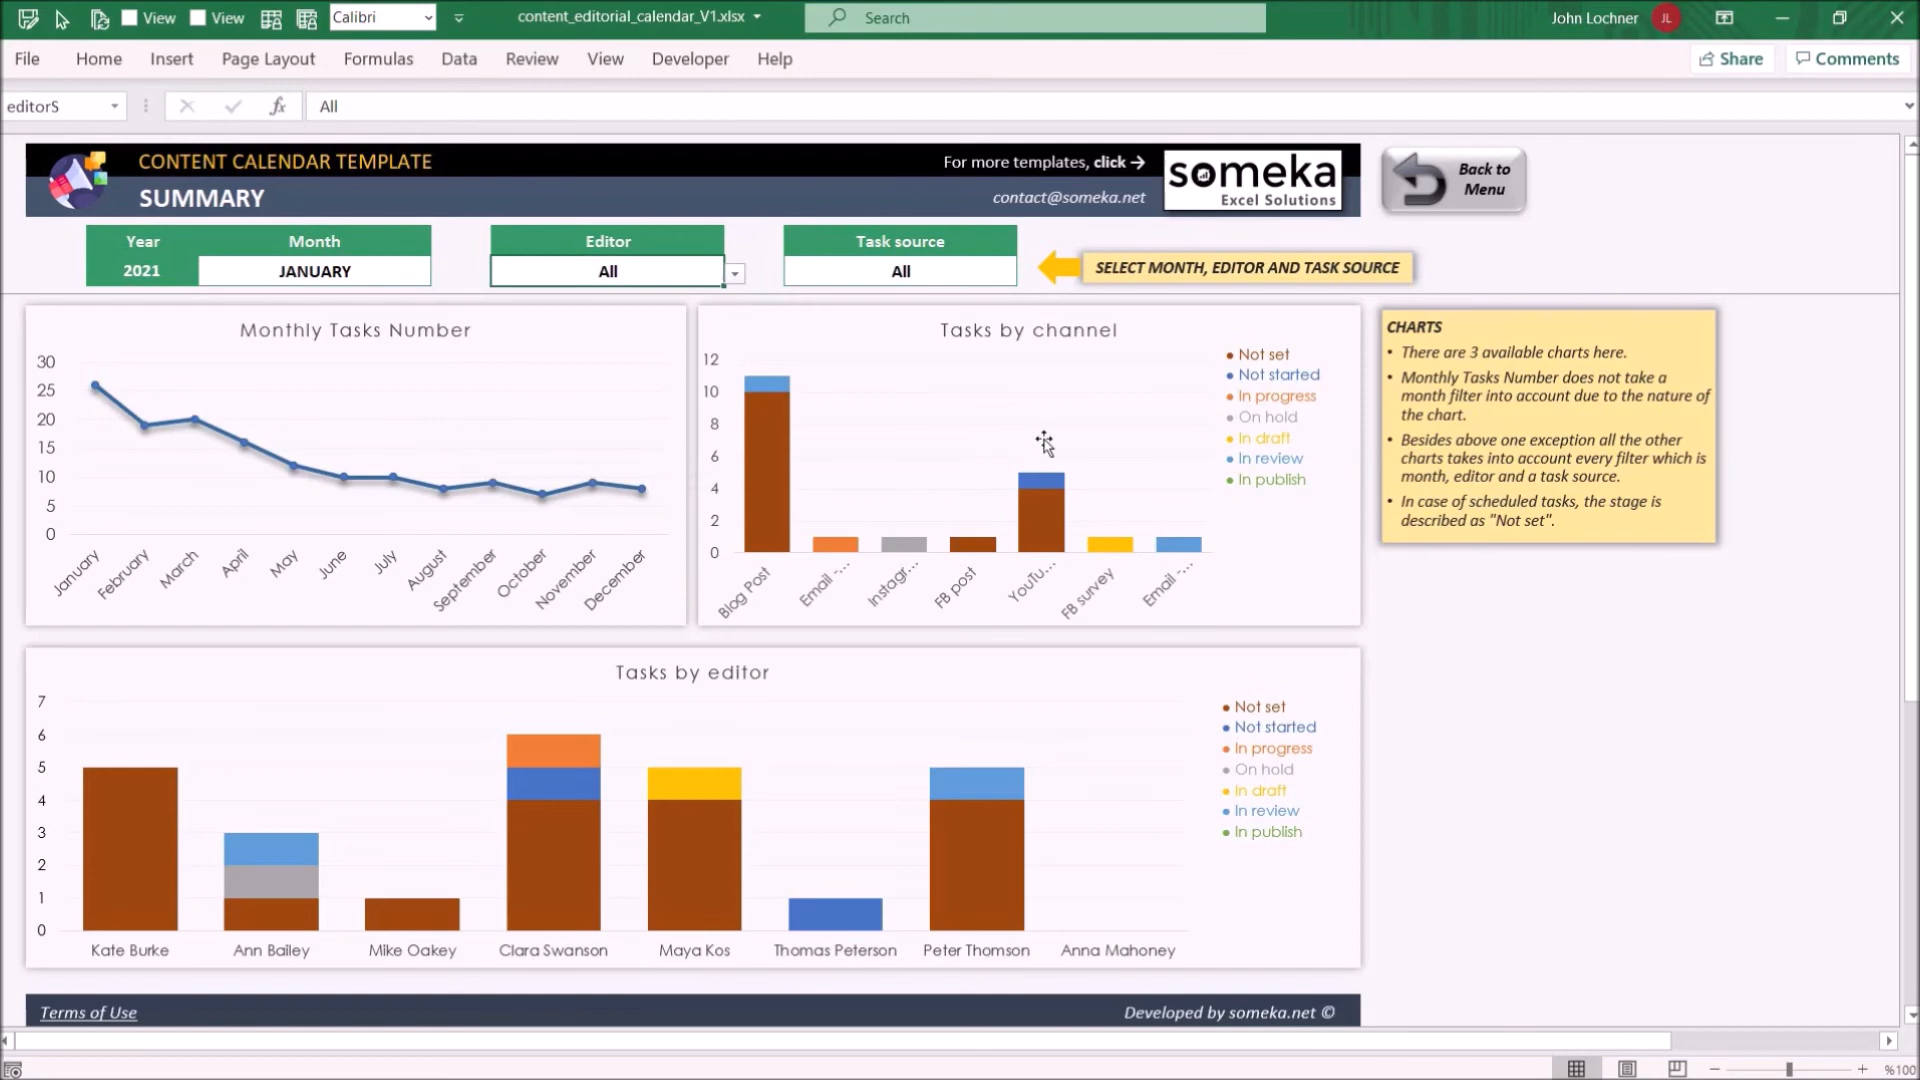 View View Calibri content_editorial_calendar_V1.xlsx Search John Lochner JL
File Home Insert Page Layout Formulas Data Review View Developer Help Share Comments
editorS fx All
CONTENT CALENDAR TEMPLATE
SUMMARY
For more templates, click →
contact@someka.net
someka
Excel Solutions
Back to
Menu
Year Month Editor Task source
2021 JANUARY All All
SELECT MONTH, EDITOR AND TASK SOURCE
Monthly Tasks Number
30
25
20
15
10
5
0
January February March April May June July August September October November December
Tasks by channel
12
10
8
6
4
2
0
Blog Post Email -... Instagr... FB post YouTu... FB survey Email -...
Not set
Not started
In progress
On hold
In draft
In review
In publish
CHARTS
• There are 3 available charts here.
• Monthly Tasks Number does not take a
month filter into account due to the nature of
the chart.
• Besides above one exception all the other
charts takes into account every filter which is
month, editor and a task source.
• In case of scheduled tasks, the stage is
described as "Not set".
Tasks by editor
7
6
5
4
3
2
1
0
Kate Burke Ann Bailey Mike Oakey Clara Swanson Maya Kos Thomas Peterson Peter Thomson Anna Mahoney
Not set
Not started
In progress
On hold
In draft
In review
In publish
Terms of Use
Developed by someka.net ©
%100